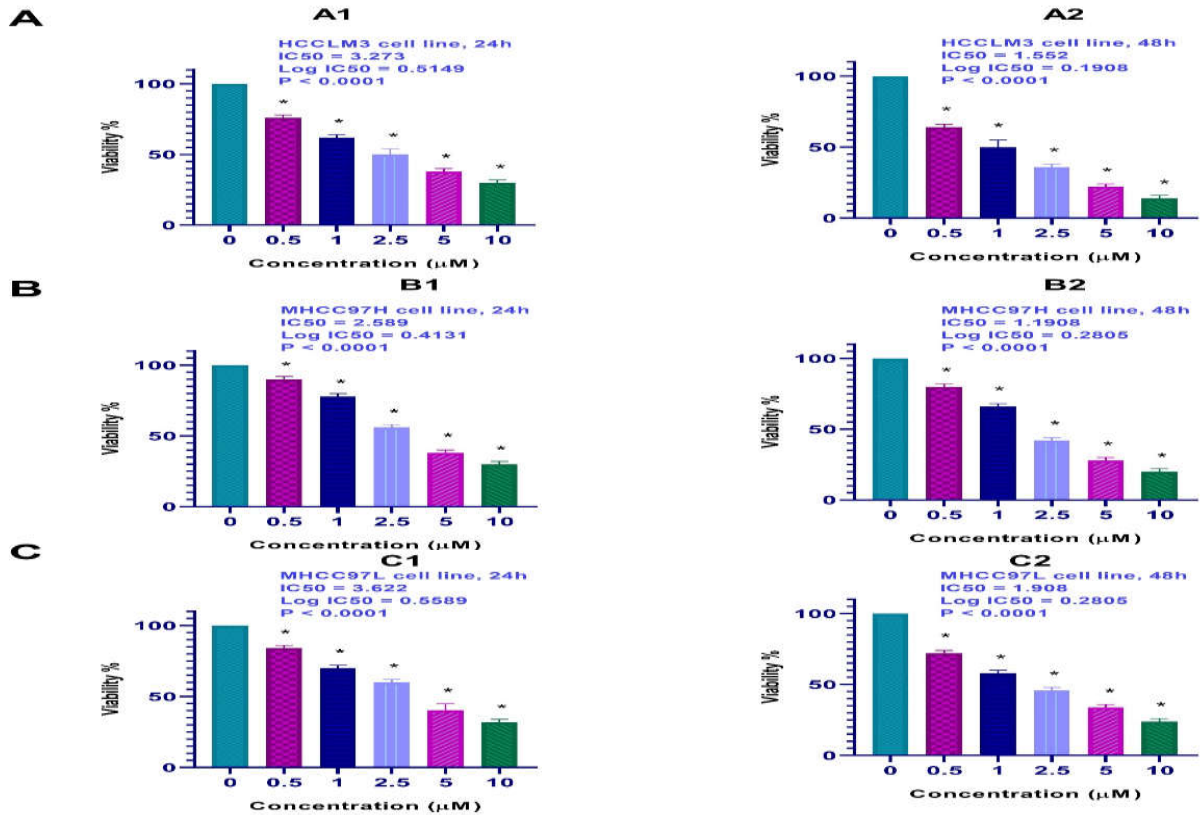 A
A1
HCCLM3 cell line, 24h
IC50 = 3.273
Log IC50 = 0.5149
P < 0.0001
Viability %
100
50
0
* * * * *
0 0.5 1 2.5 5 10
Concentration (μM)
A2
HCCLM3 cell line, 48h
IC50 = 1.552
Log IC50 = 0.1908
P < 0.0001
Viability %
100
50
0
* * * * *
0 0.5 1 2.5 5 10
Concentration (μM)
B
B1
MHCC97H cell line, 24h
IC50 = 2.589
Log IC50 = 0.4131
P < 0.0001
Viability %
100
50
0
* * * * *
0 0.5 1 2.5 5 10
Concentration (μM)
B2
MHCC97H cell line, 48h
IC50 = 1.1908
Log IC50 = 0.2805
P < 0.0001
Viability %
100
50
0
* * * * *
0 0.5 1 2.5 5 10
Concentration (μM)
C
C1
MHCC97L cell line, 24h
IC50 = 3.622
Log IC50 = 0.5589
P < 0.0001
Viability %
100
50
0
* * * * *
0 0.5 1 2.5 5 10
Concentration (μM)
C2
MHCC97L cell line, 48h
IC50 = 1.908
Log IC50 = 0.2805
P < 0.0001
Viability %
100
50
0
* * * * *
0 0.5 1 2.5 5 10
Concentration (μM)